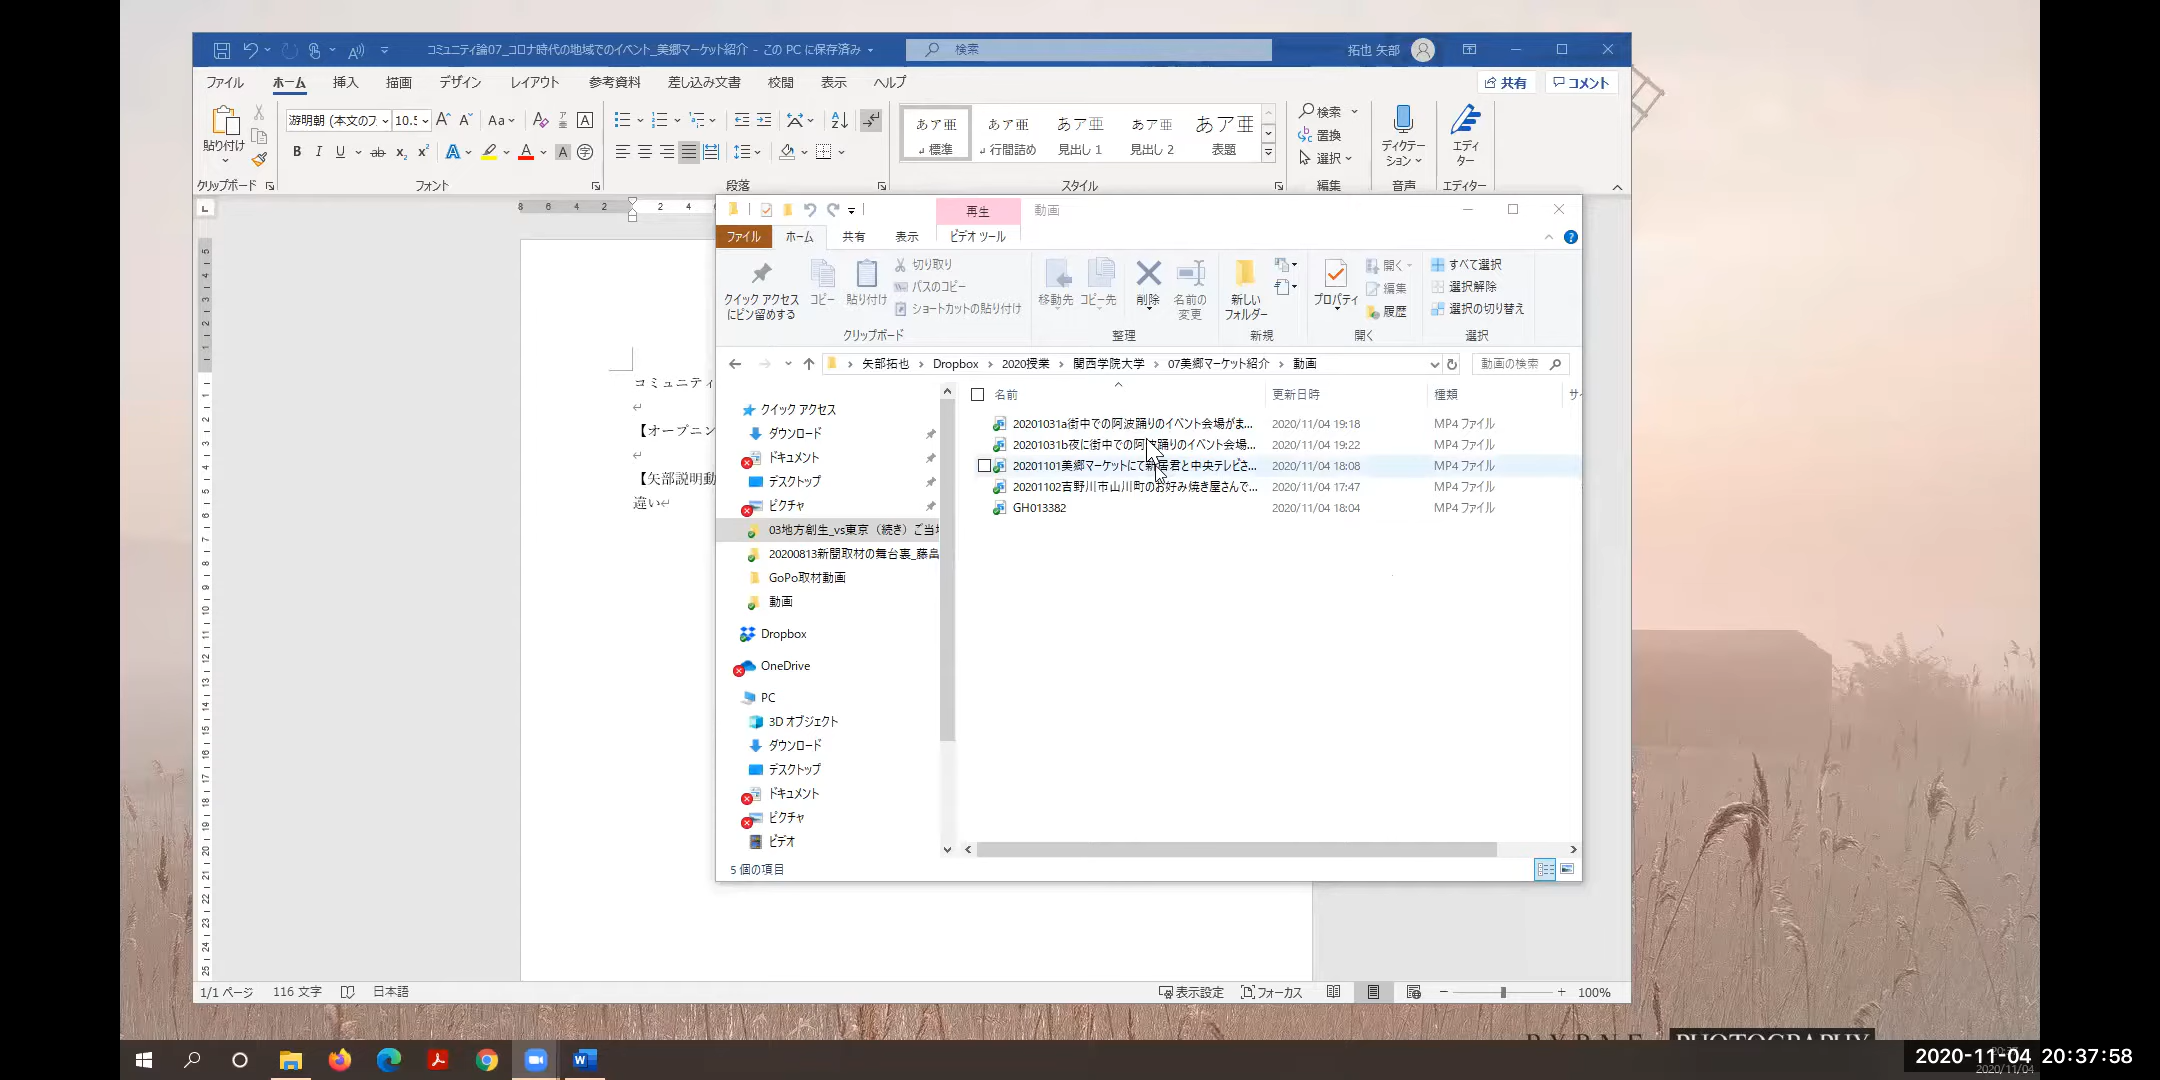 コミュニティ論07_コロナ時代の地域でのイベント_美郷マーケット紹介 - この PC に保存済み
検索
拓也 矢部
ファイル ホーム 挿入 描画 デザイン レイアウト 参考資料 差し込み文書 校閲 表示 ヘルプ
共有 コメント
貼り付け
游明朝 (本文のフ 10.5
Aa
B I U ab x₂ x²
クリップボード フォント 段落 スタイル 編集 音声 エディター
あア亜 標準
あア亜 行間詰め
あア亜 見出し 1
あア亜 見出し 2
あア亜 表題
検索
置換
選択
ディクテーション
エディター
8 6 4 2 2 4
コミュニティ
【オープニン
【矢部説明動
違い
再生 動画
ファイル ホーム 共有 表示 ビデオ ツール
クイック アクセスにピン留めする
コピー
貼り付け
切り取り
パスのコピー
ショートカットの貼り付け
移動先
コピー先
削除
名前の変更
新しいフォルダー
プロパティ
開く
編集
履歴
すべて選択
選択解除
選択の切り替え
クリップボード 整理 新規 開く 選択
矢部拓也 Dropbox 2020授業 関西学院大学 07美郷マーケット紹介 動画
動画の検索
名前 更新日時 種類 サ
20201031a街中での阿波踊りのイベント会場がま... 2020/11/04 19:18 MP4 ファイル
20201031b夜に街中での阿波踊りのイベント会場... 2020/11/04 19:22 MP4 ファイル
20201101美郷マーケットにて新居君と中央テレビさ... 2020/11/04 18:08 MP4 ファイル
20201102吉野川市山川町のお好み焼き屋さんで... 2020/11/04 17:47 MP4 ファイル
GH013382 2020/11/04 18:04 MP4 ファイル
クイック アクセス
ダウンロード
ドキュメント
デスクトップ
ピクチャ
03地方創生_vs東京（続き）ご当
20200813新聞取材の舞台裏_藤畠
GoPo取材動画
動画
Dropbox
OneDrive
PC
3D オブジェクト
ダウンロード
デスクトップ
ドキュメント
ピクチャ
ビデオ
5 個の項目
1/1 ページ 116 文字 日本語
表示設定 フォーカス 100%
2020-11-04 20:37:58
2020/11/04